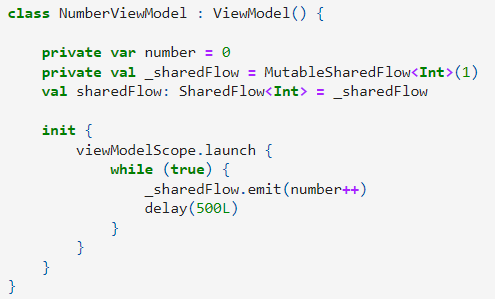 class NumberViewModel : ViewModel() {

    private var number = 0
    private val _sharedFlow = MutableSharedFlow<Int>(1)
    val sharedFlow: SharedFlow<Int> = _sharedFlow

    init {
        viewModelScope.launch {
            while (true) {
                _sharedFlow.emit(number++)
                delay(500L)
            }
        }
    }
}